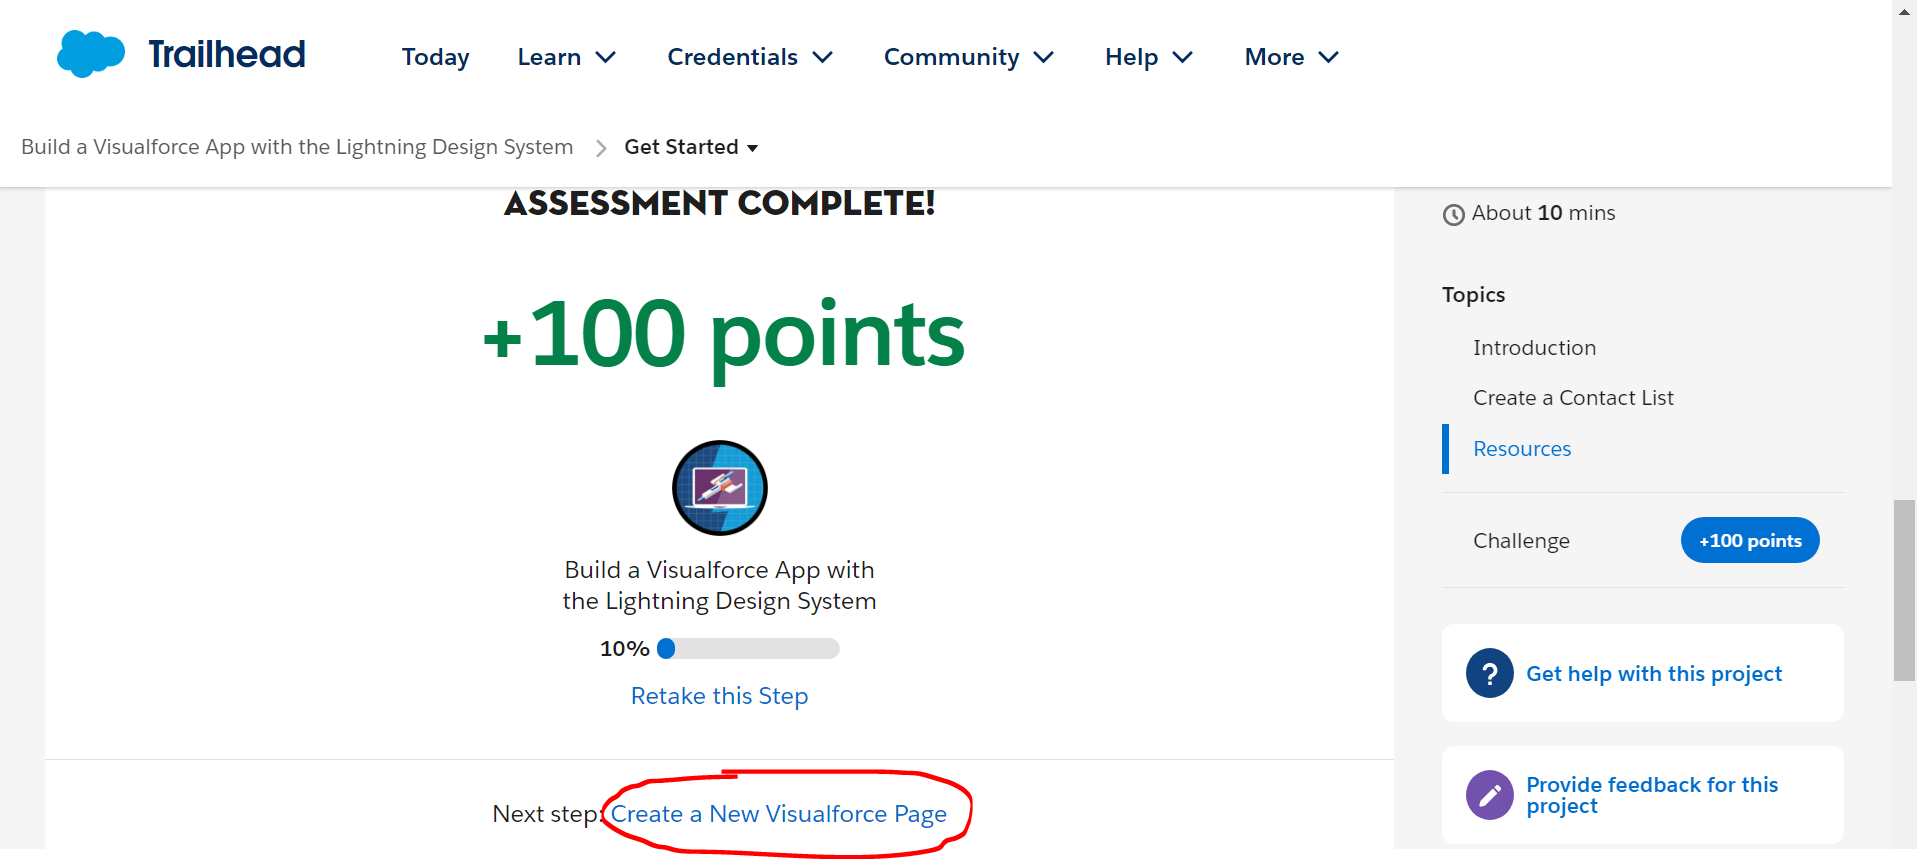 Trailhead
Today Learn Credentials Community Help More
Build a Visualforce App with the Lightning Design System Get Started
ASSESSMENT COMPLETE!
+100 points
Build a Visualforce App with
the Lightning Design System
10%
Retake this Step
Next step: Create a New Visualforce Page
About 10 mins
Topics
Introduction
Create a Contact List
Resources
Challenge +100 points
? Get help with this project
Provide feedback for this
project